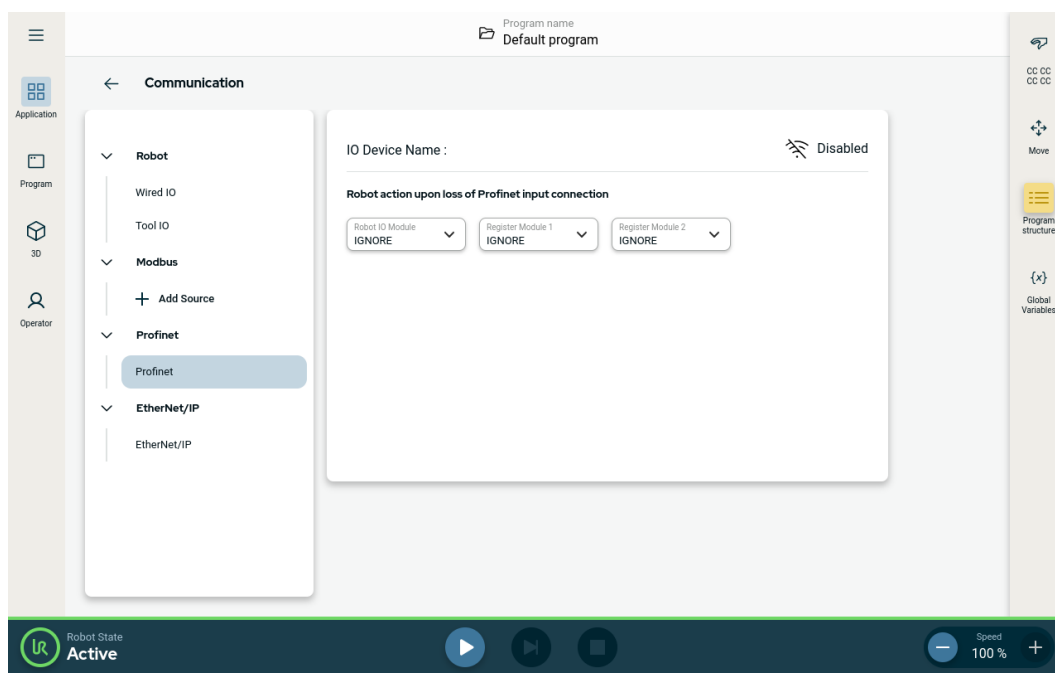 Program name
Default program
Application
Program
3D
Operator
Communication
Robot
Wired IO
Tool IO
Modbus
Add Source
Profinet
Profinet
EtherNet/IP
EtherNet/IP
IO Device Name :
Disabled
Robot action upon loss of Profinet input connection
Robot IO Module
IGNORE
Register Module 1
IGNORE
Register Module 2
IGNORE
CC CC
CC CC
Move
Program
structure
{x}
Global
Variables
UR
Robot State
Active
Speed
100 %